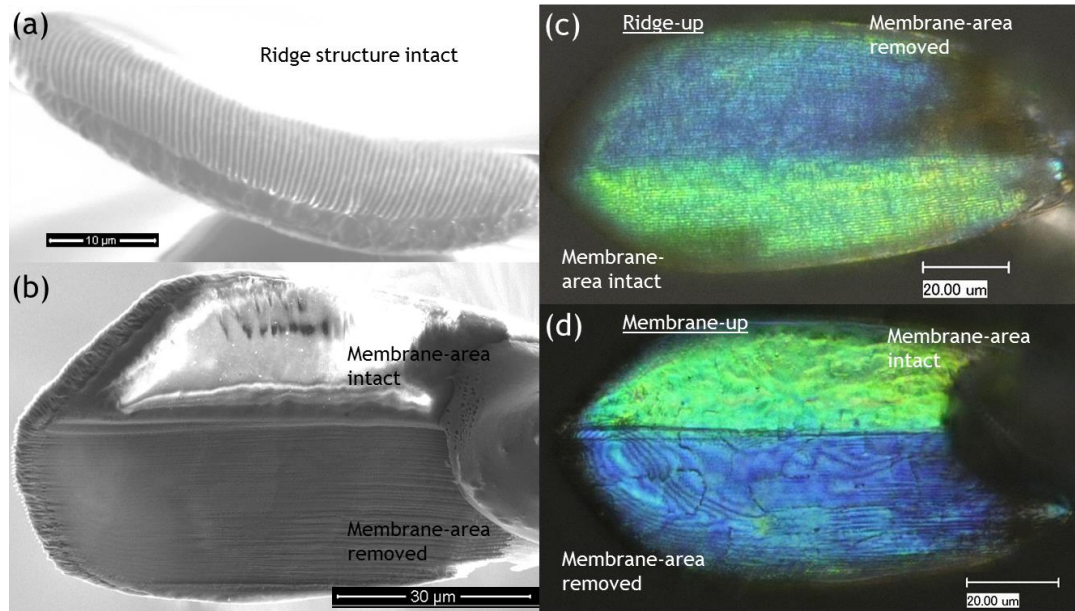 (a)
Ridge structure intact
10 µm
(b)
Membrane-area
intact
Membrane-area
removed
30 µm
(c)
Ridge-up
Membrane-area
removed
Membrane-
area intact
20.00 um
(d)
Membrane-up
Membrane-area
intact
Membrane-area
removed
20.00 um